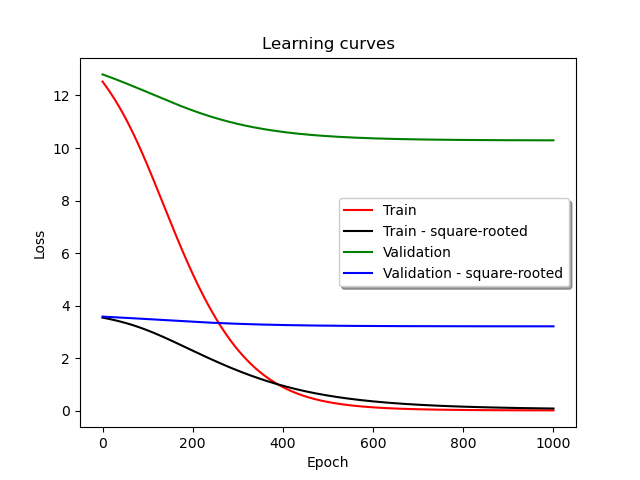 Learning curves
12
10
8
6
4
2
0
Loss
Train
Train - square-rooted
Validation
Validation - square-rooted
0 200 400 600 800 1000
Epoch